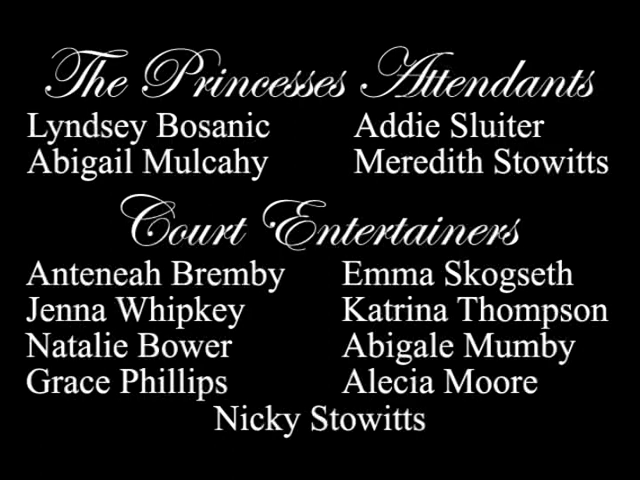 The Princesses Attendants
Lyndsey Bosanic Addie Sluiter
Abigail Mulcahy Meredith Stowitts
Court Entertainers
Anteneah Bremby Emma Skogseth
Jenna Whipkey Katrina Thompson
Natalie Bower Abigale Mumby
Grace Phillips Alecia Moore
Nicky Stowitts